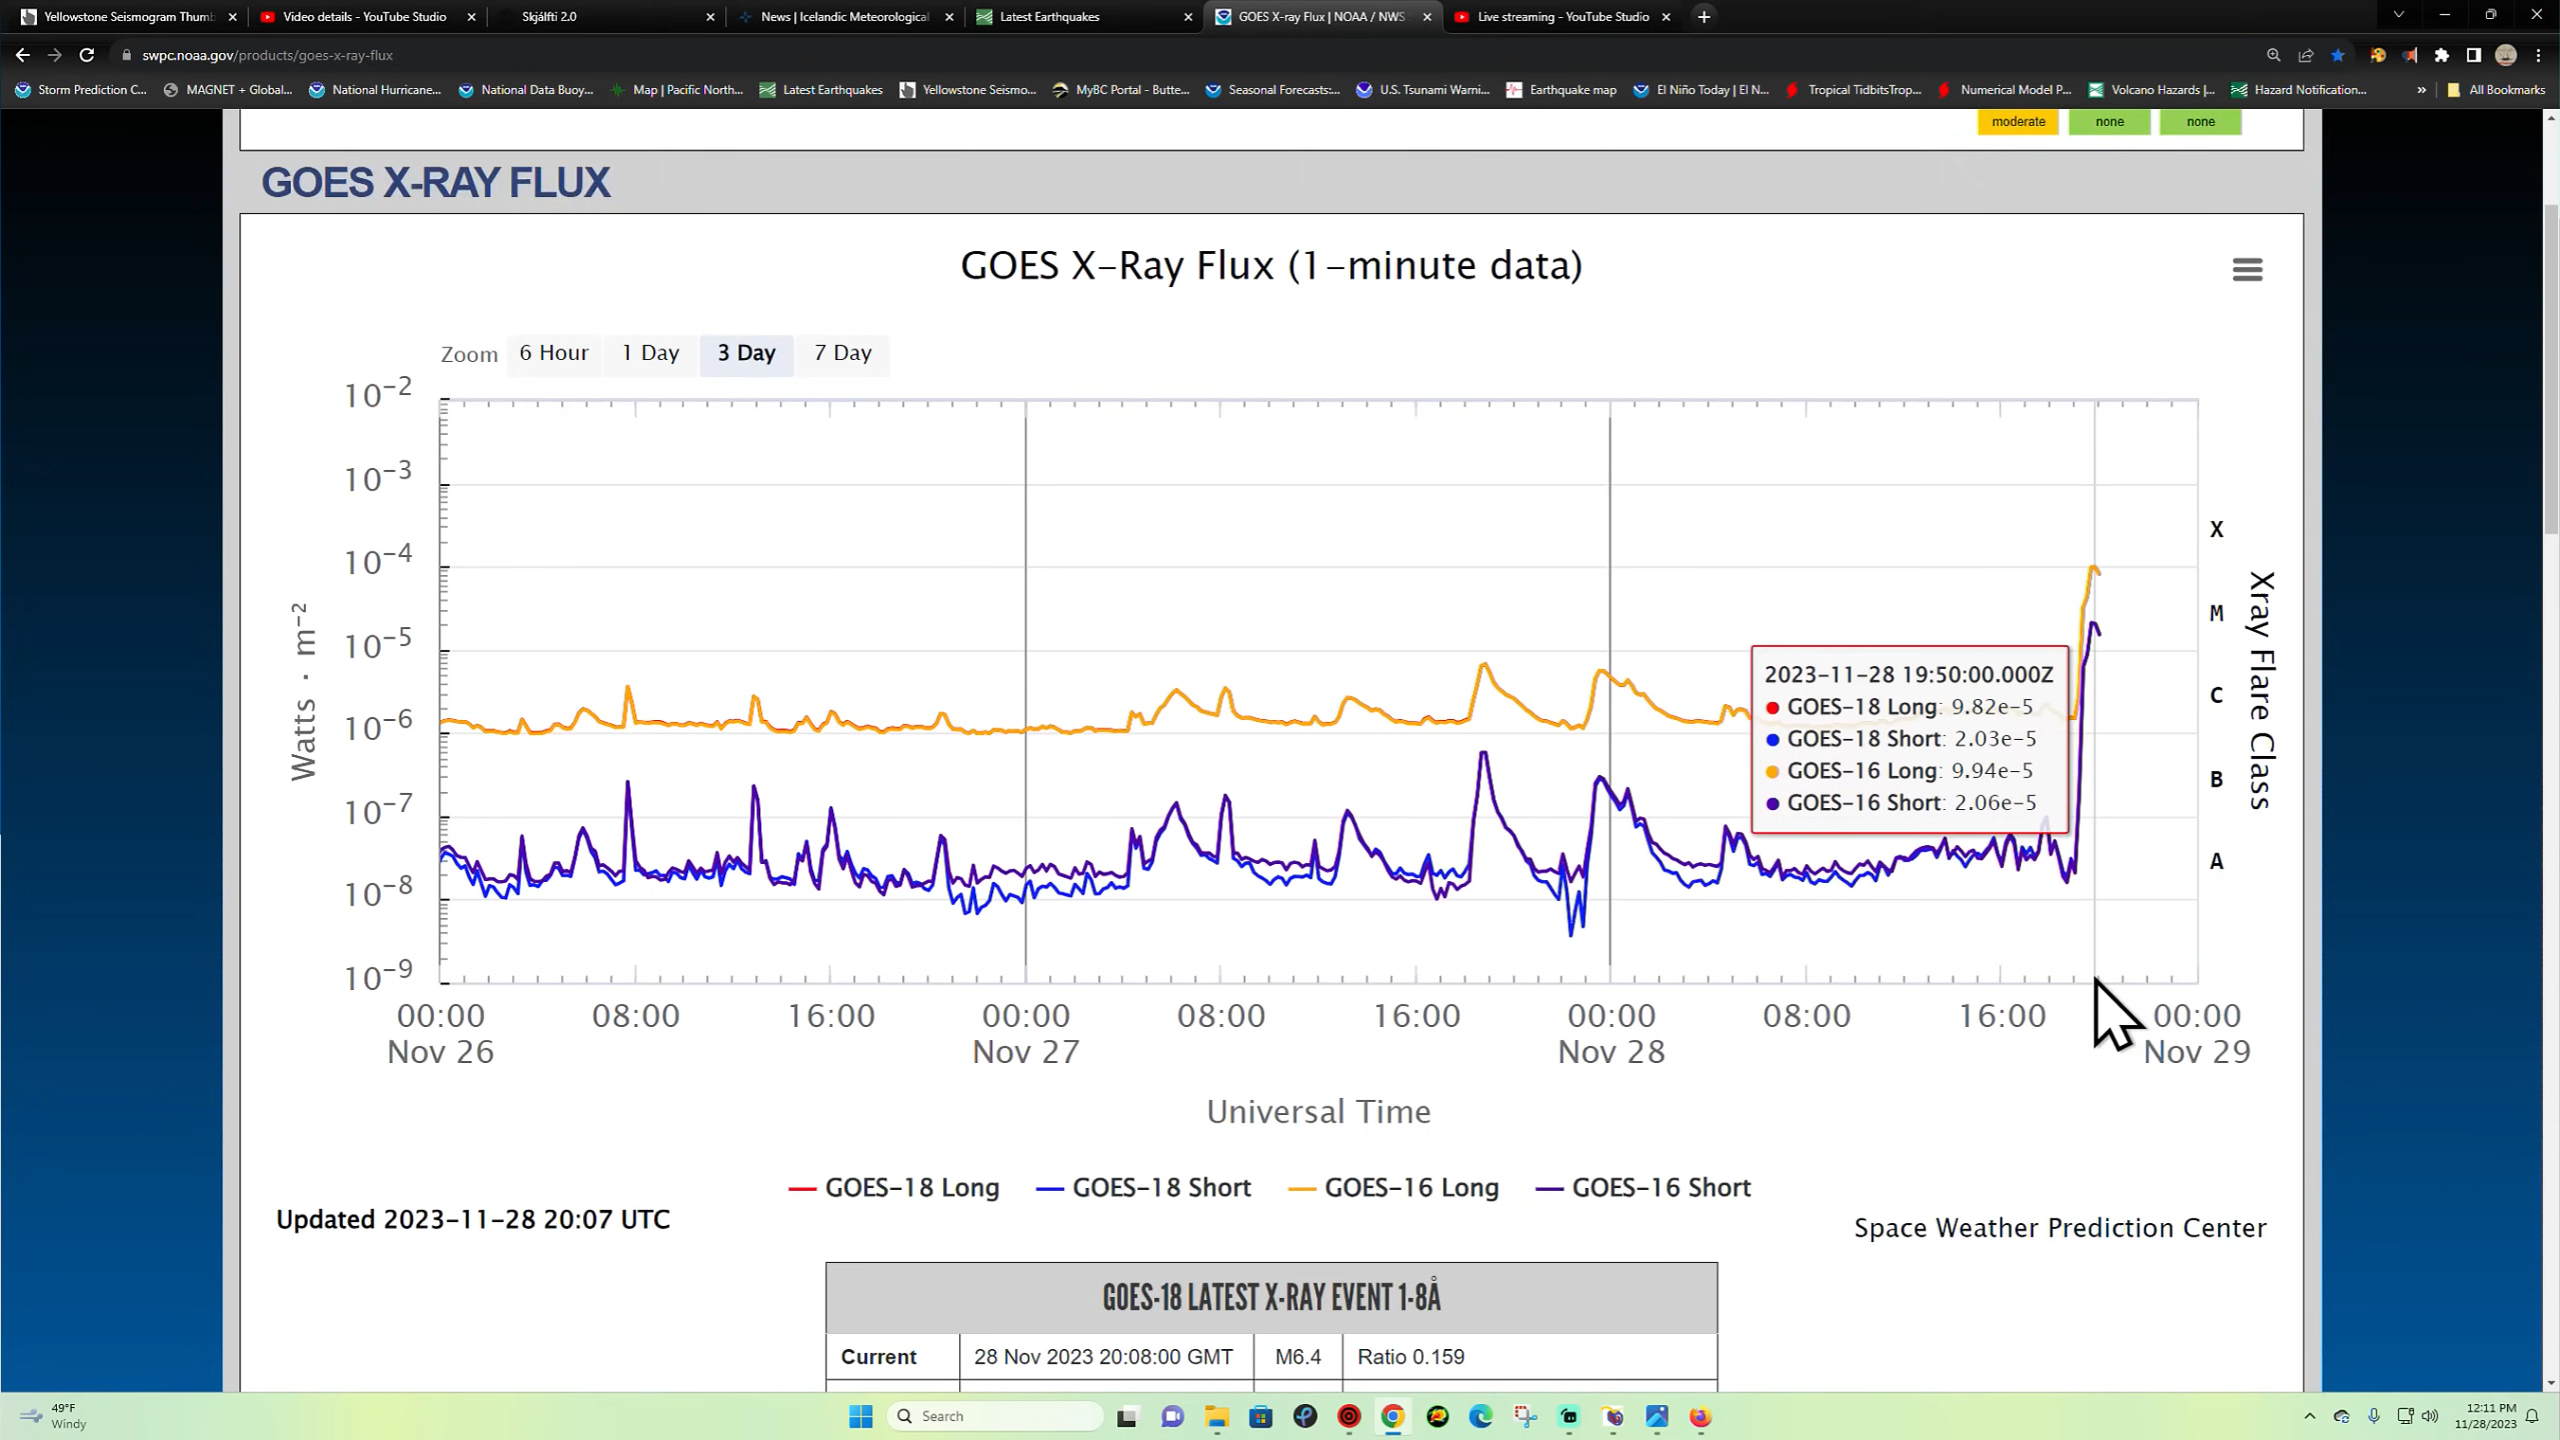 Yellowstone Seismogram Thumb
Video details - YouTube Studio
Skjálfti 2.0
News | Icelandic Meteorological
Latest Earthquakes
GOES X-ray Flux | NOAA / NWS
Live streaming - YouTube Studio
swpc.noaa.gov/products/goes-x-ray-flux
Storm Prediction C...
MAGNET + Global...
National Hurricane...
National Data Buoy...
Map | Pacific North...
Latest Earthquakes
Yellowstone Seismo...
MyBC Portal - Butte...
Seasonal Forecasts:...
U.S. Tsunami Warni...
Earthquake map
El Niño Today | El N...
Tropical TidbitsTrop...
Numerical Model P...
Volcano Hazards |...
Hazard Notification...
»
All Bookmarks
moderate
none
none
GOES X-RAY FLUX
GOES X-Ray Flux (1-minute data)
Zoom
6 Hour
1 Day
3 Day
7 Day
10⁻²
10⁻³
10⁻⁴
10⁻⁵
10⁻⁶
10⁻⁷
10⁻⁸
10⁻⁹
Watts · m⁻²
X
M
C
B
A
Xray Flare Class
2023-11-28 19:50:00.000Z
GOES-18 Long: 9.82e-5
GOES-18 Short: 2.03e-5
GOES-16 Long: 9.94e-5
GOES-16 Short: 2.06e-5
00:00
08:00
16:00
00:00
08:00
16:00
00:00
08:00
16:00
00:00
Nov 26
Nov 27
Nov 28
Nov 29
Universal Time
GOES-18 Long
GOES-18 Short
GOES-16 Long
GOES-16 Short
Updated 2023-11-28 20:07 UTC
Space Weather Prediction Center
GOES-18 LATEST X-RAY EVENT 1-8Å
Current
28 Nov 2023 20:08:00 GMT
M6.4
Ratio 0.159
49°F
Windy
Search
12:11 PM
11/28/2023